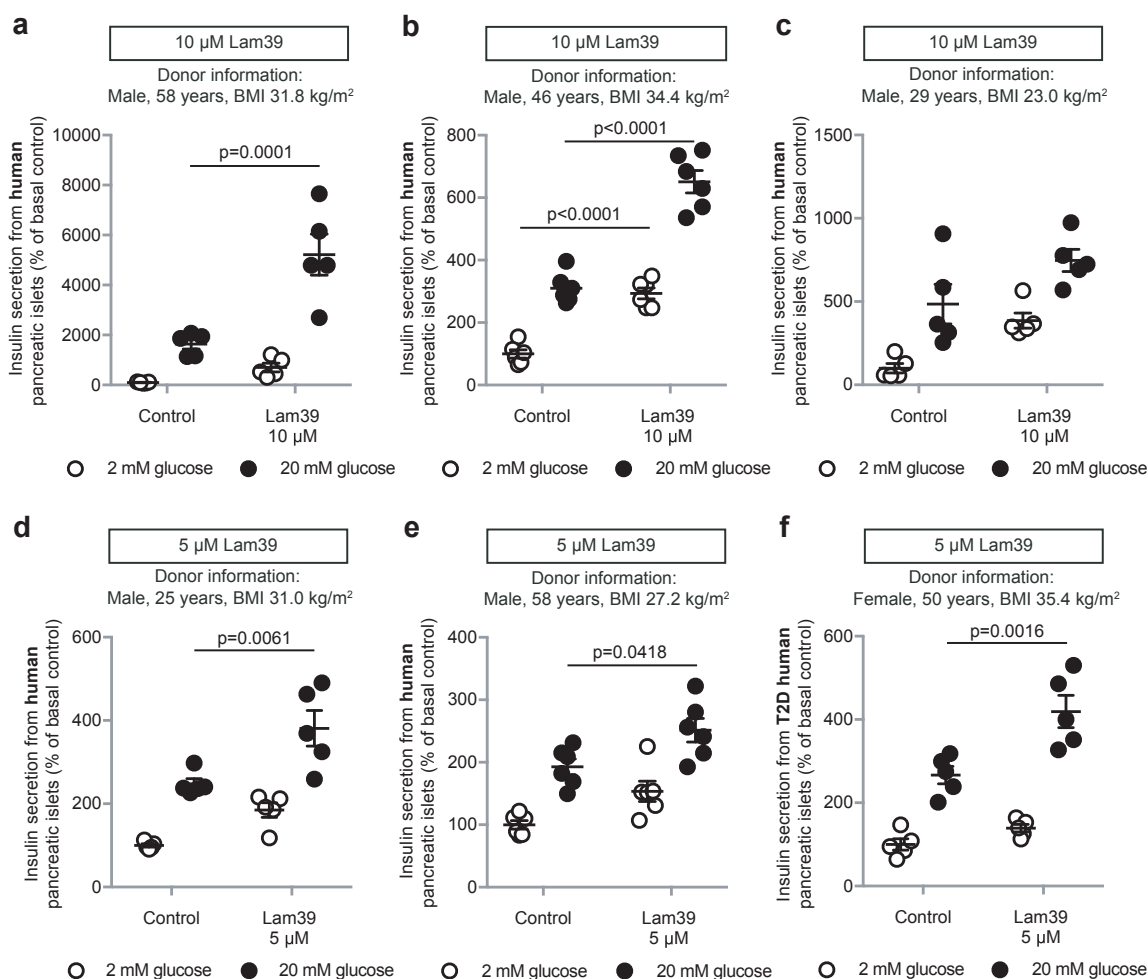 a
10 µM Lam39
Donor information:
Male, 58 years, BMI 31.8 kg/m²
Insulin secretion from human
pancreatic islets (% of basal control)
10000
8000
6000
4000
2000
0
p=0.0001
Control
Lam39
10 µM
2 mM glucose
20 mM glucose
b
10 µM Lam39
Donor information:
Male, 46 years, BMI 34.4 kg/m²
Insulin secretion from human
pancreatic islets (% of basal control)
800
600
400
200
0
p<0.0001
p<0.0001
Control
Lam39
10 µM
2 mM glucose
20 mM glucose
c
10 µM Lam39
Donor information:
Male, 29 years, BMI 23.0 kg/m²
Insulin secretion from human
pancreatic islets (% of basal control)
1500
1000
500
0
Control
Lam39
10 µM
2 mM glucose
20 mM glucose
d
5 µM Lam39
Donor information:
Male, 25 years, BMI 31.0 kg/m²
Insulin secretion from human
pancreatic islets (% of basal control)
600
400
200
0
p=0.0061
Control
Lam39
5 µM
2 mM glucose
20 mM glucose
e
5 µM Lam39
Donor information:
Male, 58 years, BMI 27.2 kg/m²
Insulin secretion from human
pancreatic islets (% of basal control)
400
300
200
100
0
p=0.0418
Control
Lam39
5 µM
2 mM glucose
20 mM glucose
f
5 µM Lam39
Donor information:
Female, 50 years, BMI 35.4 kg/m²
Insulin secretion from T2D human
pancreatic islets (% of basal control)
600
400
200
0
p=0.0016
Control
Lam39
5 µM
2 mM glucose
20 mM glucose